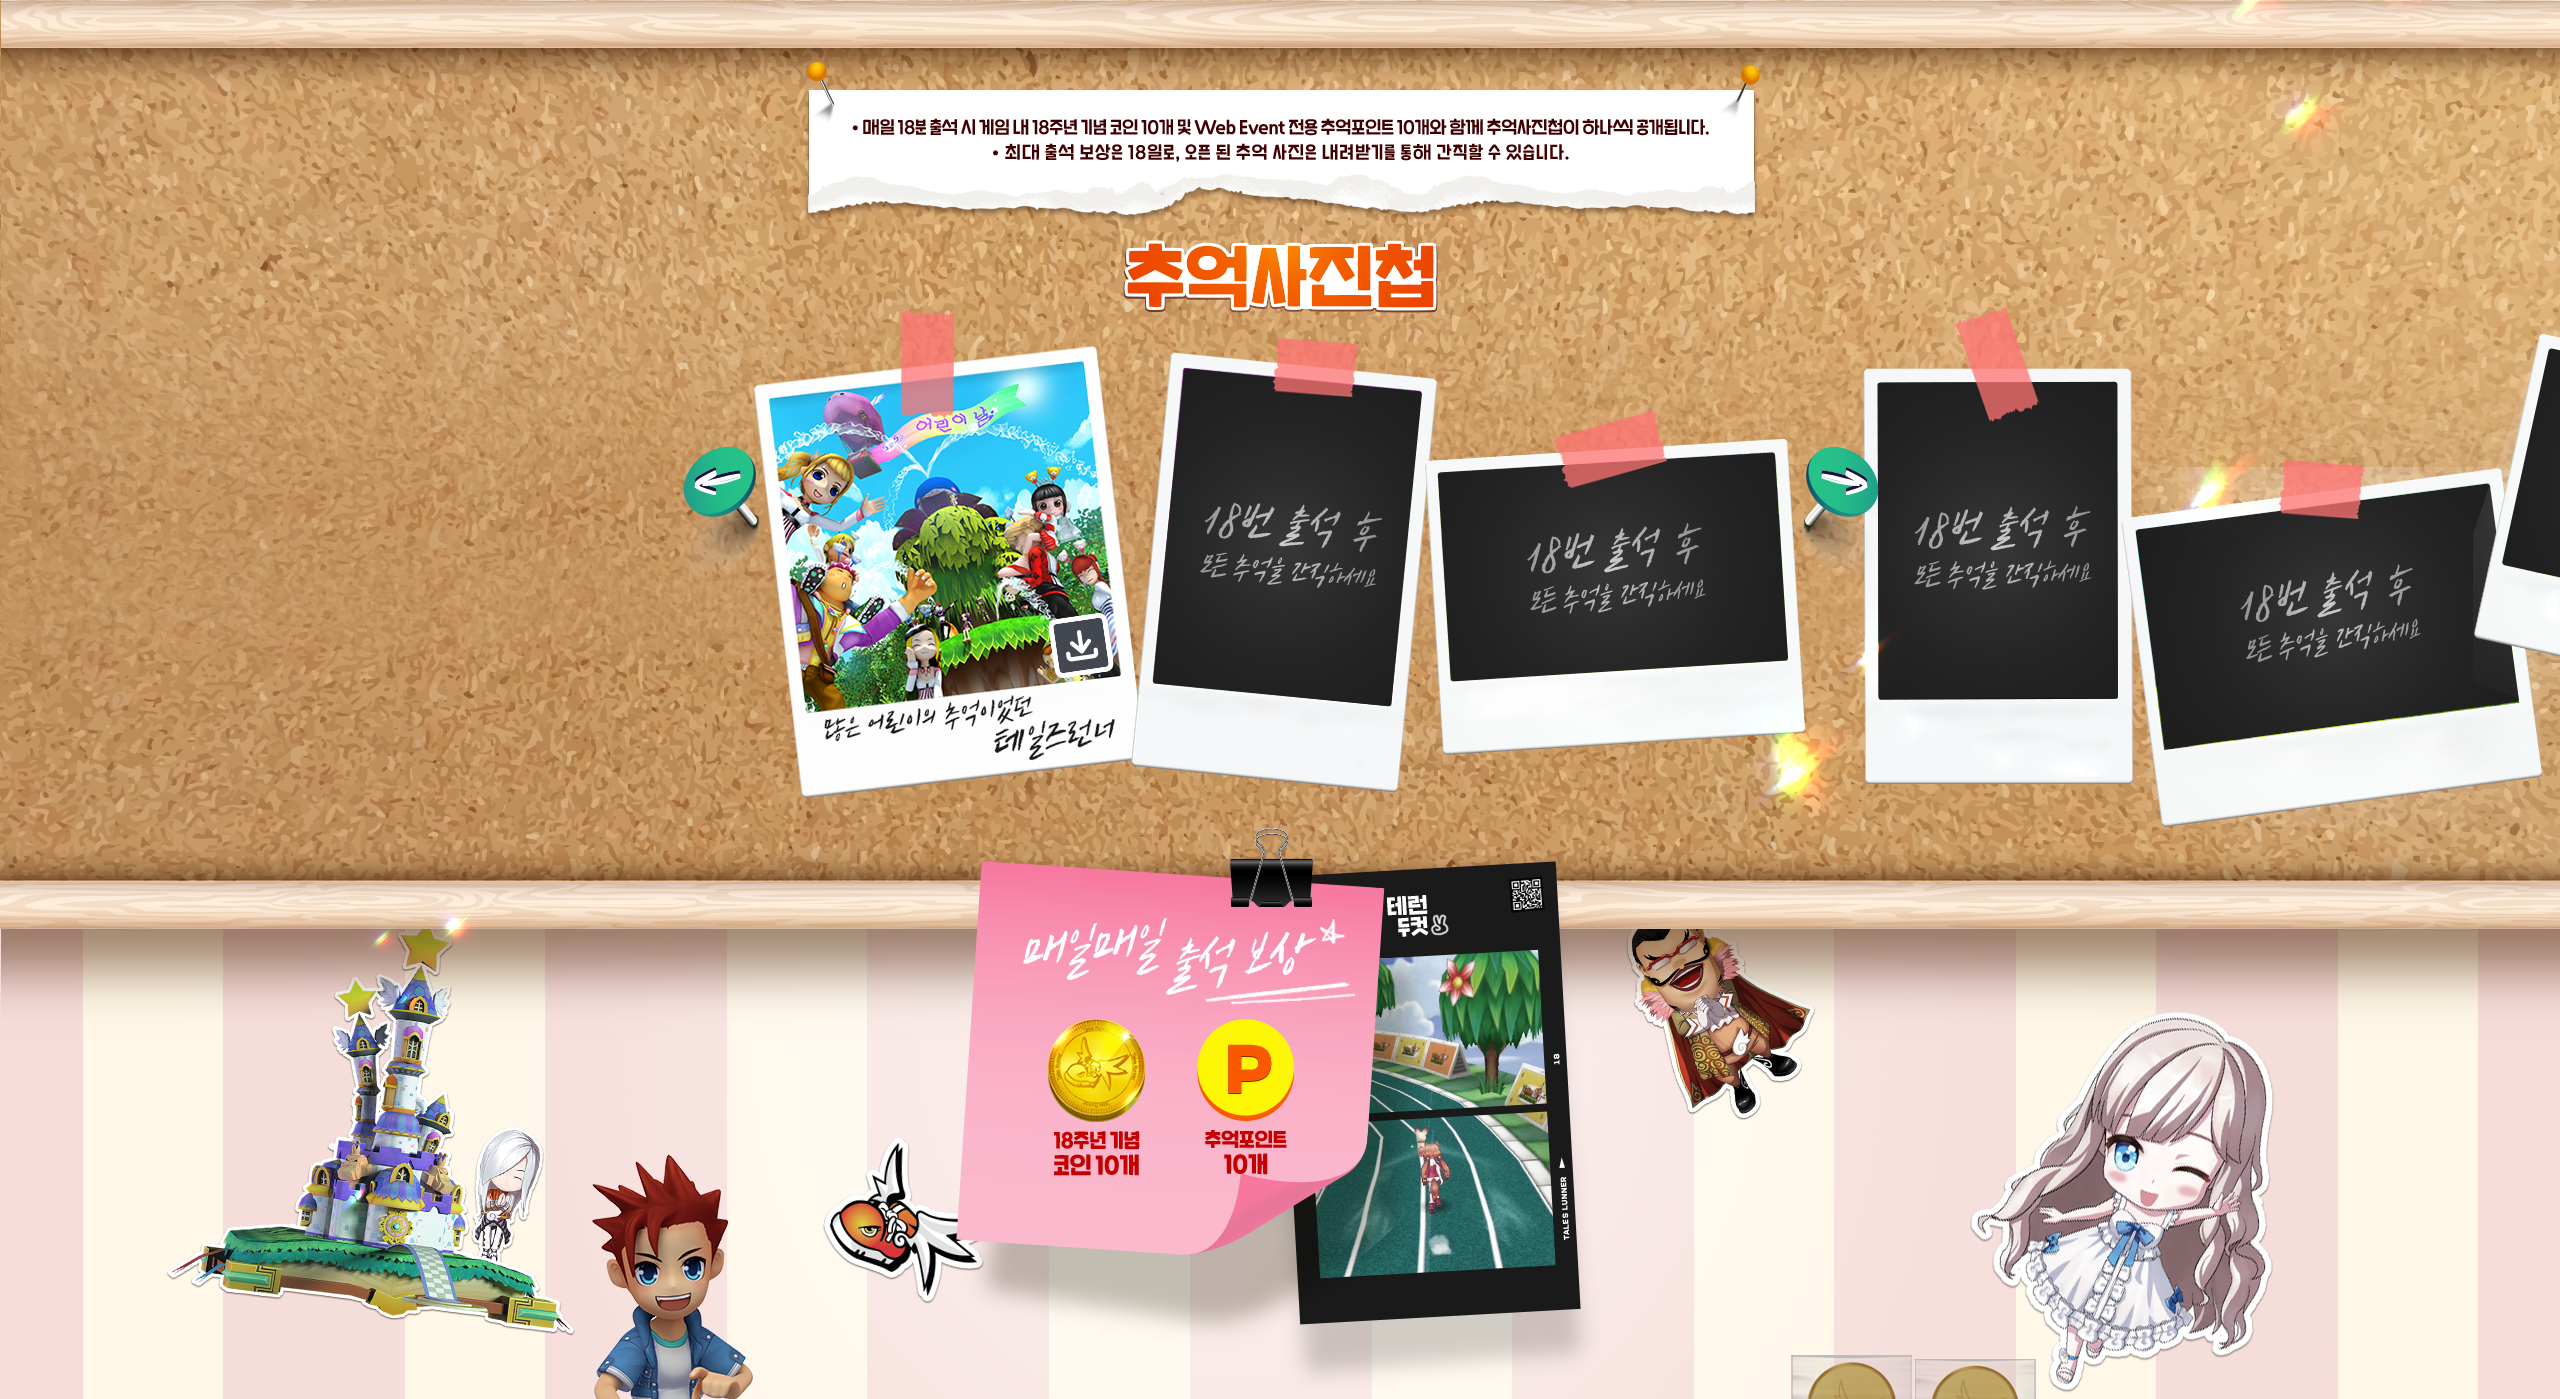 • 매일 18분 출석 시 게임 내 18주년 기념 코인 10개 및 Web Event 전용 추억포인트 10개와 함께 추억사진첩이 하나씩 공개됩니다.
• 최대 출석 보상은 18일로, 오픈 된 추억 사진은 내려받기를 통해 간직할 수 있습니다.
추억사진첩
5.5 어린이 날
많은 어린이의 추억이었던
테일즈런너
18번 출석 후
모든 추억을 간직하세요
18번 출석 후
모든 추억을 간직하세요
18번 출석 후
모든 추억을 간직하세요
18번 출석 후
모든 추억을 간직하세요
매일매일 출석 보상
18주년 기념
코인 10개
P
추억포인트
10개
테런
두컷
18
TALES LUNNER